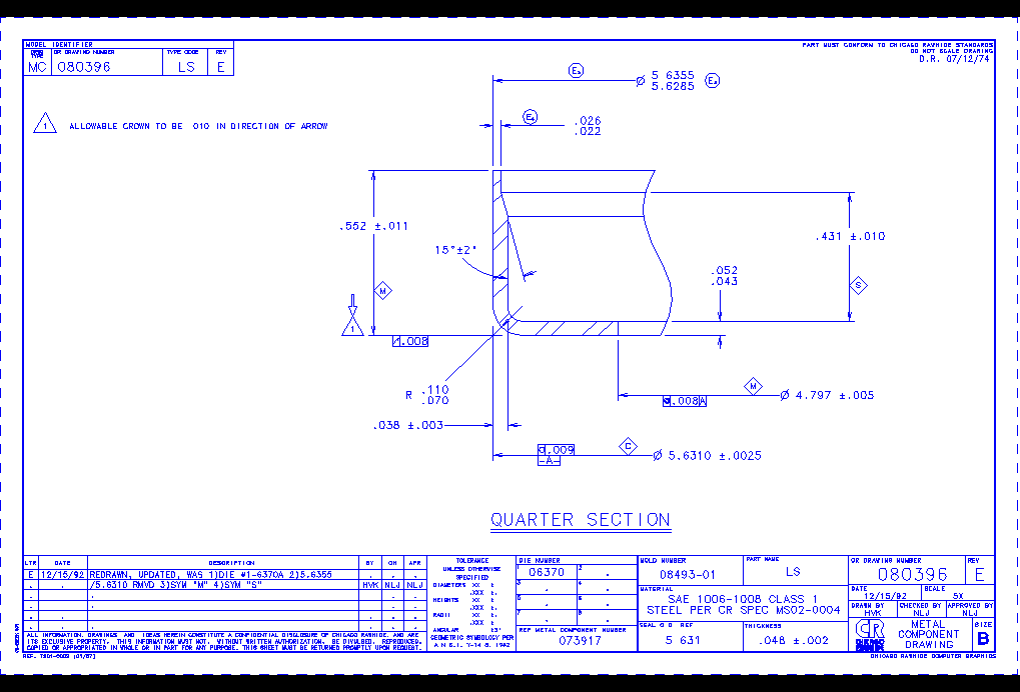 MODEL IDENTIFIER
CR DRAWING NUMBER
TYPE CODE
REV
MC 080396 LS E
PART MUST CONFORM TO CHICAGO RAWHIDE STANDARDS
DO NOT SCALE DRAWING
D.R. 07/12/74
1 ALLOWABLE CROWN TO BE .010 IN DIRECTION OF ARROW
Ø 5.6355
5.6285
.026
.022
.552 ±.011
15°±2°
.431 ±.010
.052
.043
M
S
1
.008
R .110
.070
M
Ø 4.797 ±.005
.008A
.038 ±.003
.009
-A-
C
Ø 5.6310 ±.0025
QUARTER SECTION
LTR DATE DESCRIPTION BY CH APR
E 12/15/92 REDRAWN, UPDATED, WAS 1)DIE #1-6370A 2)5.6355
/5.6310 RMVD 3)SYM "M" 4)SYM "S" HVK NLJ NLJ
ALL INFORMATION, DRAWINGS AND IDEAS HEREIN CONSTITUTE A CONFIDENTIAL DISCLOSURE OF CHICAGO RAWHIDE, AND ARE
ITS EXCLUSIVE PROPERTY. THIS INFORMATION MUST NOT, WITHOUT WRITTEN AUTHORIZATION, BE DIVULGED, REPRODUCED,
COPIED OR APPROPRIATED IN WHOLE OR IN PART FOR ANY PURPOSE. THIS SHEET MUST BE RETURNED PROMPTLY UPON REQUEST.
TOLERANCE
UNLESS OTHERWISE
SPECIFIED
DIAMETERS .XX ±
.XXX ±.
HEIGHTS .XX ±
.XXX ±.
RADII .XX ±.
.XXX ±.
ANGULAR ±5°
GEOMETRIC SYMBOLOGY PER
A.N.S.I. Y-14.5, 1982
DIE NUMBER
1 06370 2
3 4
5 6
7 8
REF METAL COMPONENT NUMBER
073917
MOLD NUMBER
08493-01
PART NAME
LS
MATERIAL
SAE 1006-1008 CLASS 1
STEEL PER CR SPEC MS02-0004
SEAL O.D. REF
5.631
THICKNESS
.048 ±.002
CR DRAWING NUMBER
080396
REV
E
DATE
12/15/92
SCALE
5X
DRAWN BY
HVK
CHECKED BY
NLJ
APPROVED BY
NLJ
CR
METAL
COMPONENT
DRAWING
SIZE
B
CHICAGO RAWHIDE COMPUTER GRAPHICS